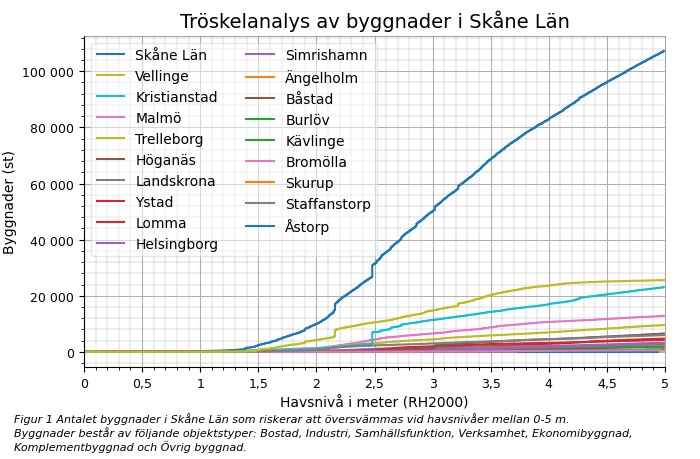 Tröskelanalys av byggnader i Skåne Län
Byggnader (st)
100 000
80 000
60 000
40 000
20 000
0
Skåne Län
Vellinge
Kristianstad
Malmö
Trelleborg
Höganäs
Landskrona
Ystad
Lomma
Helsingborg
Simrishamn
Ängelholm
Båstad
Burlöv
Kävlinge
Bromölla
Skurup
Staffanstorp
Åstorp
0 0,5 1 1,5 2 2,5 3 3,5 4 4,5 5
Havsnivå i meter (RH2000)
Figur 1 Antalet byggnader i Skåne Län som riskerar att översvämmas vid havsnivåer mellan 0-5 m.
Byggnader består av följande objektstyper: Bostad, Industri, Samhällsfunktion, Verksamhet, Ekonomibyggnad,
Komplementbyggnad och Övrig byggnad.